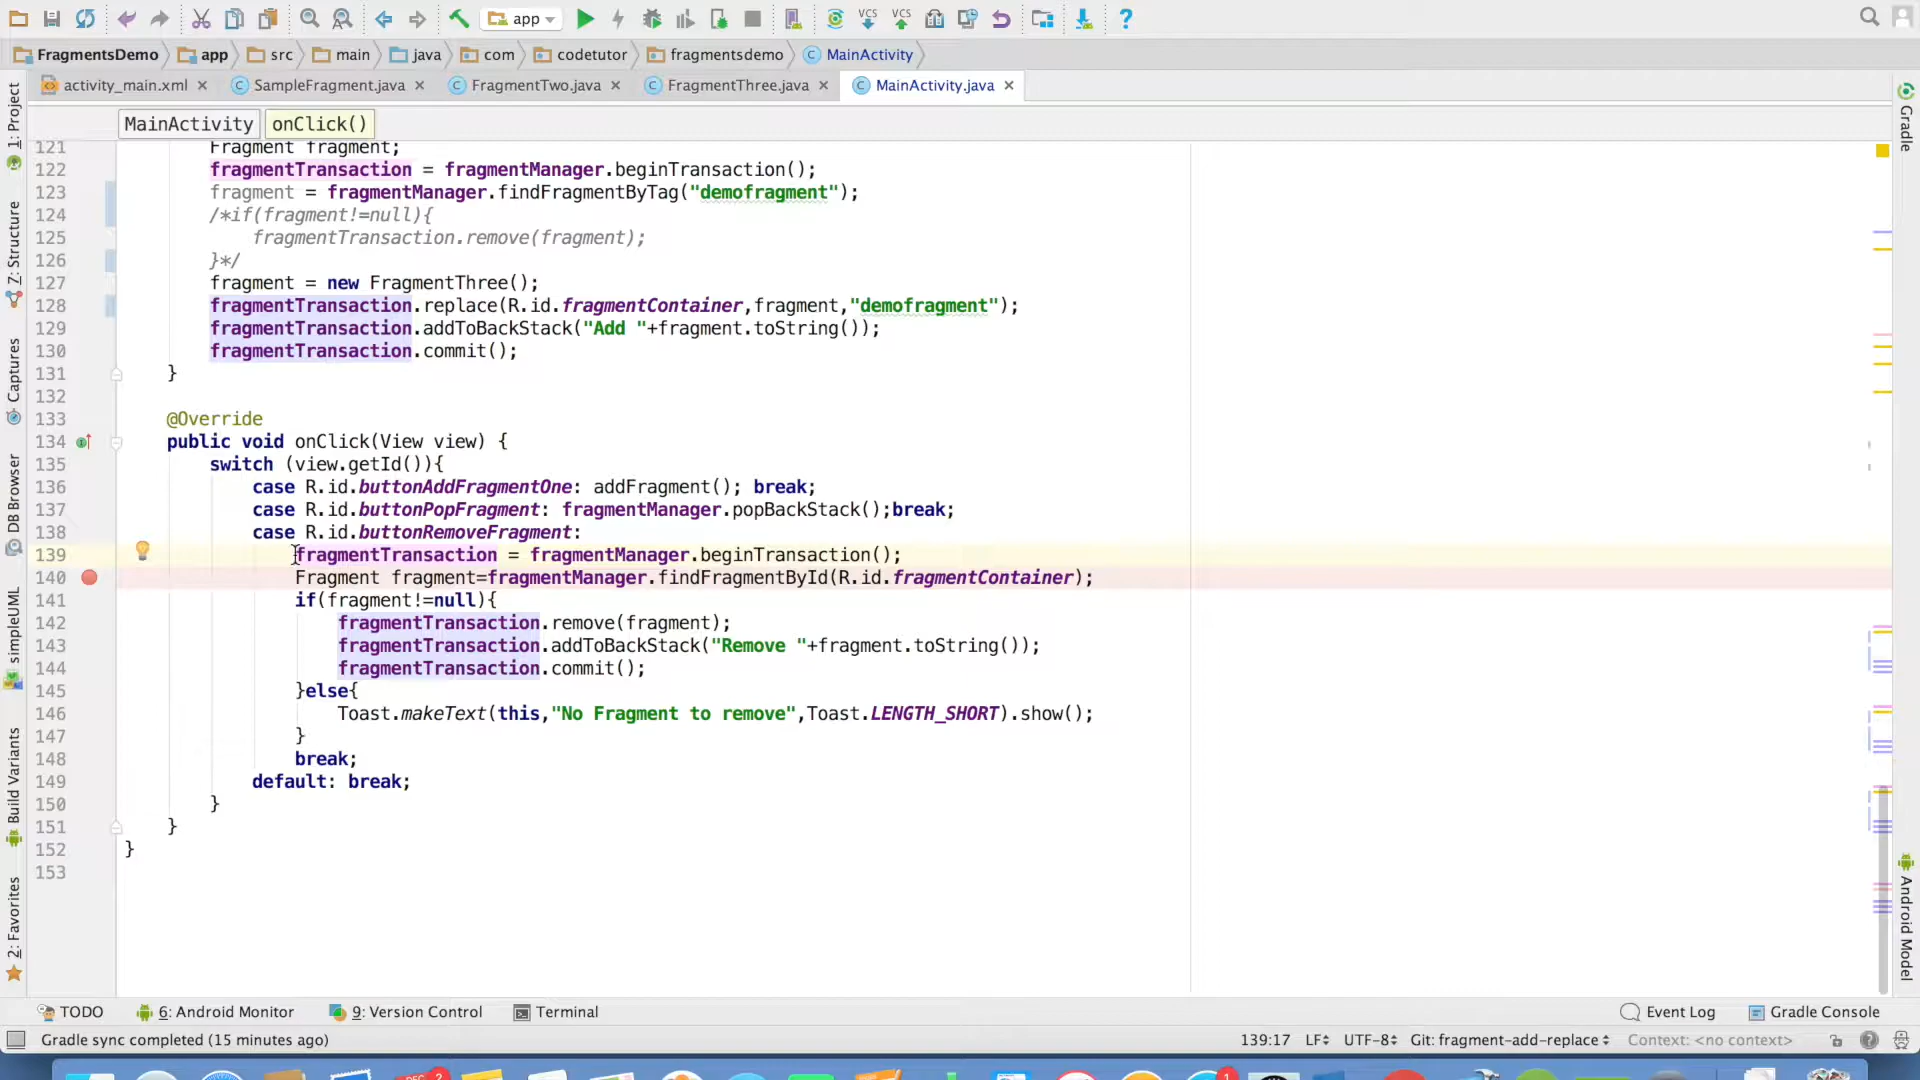 app
VCS VCS
FragmentsDemo app src main java com codetutor fragmentsdemo MainActivity
activity_main.xml SampleFragment.java FragmentTwo.java FragmentThree.java MainActivity.java
MainActivity onClick()
121 Fragment fragment;
122 fragmentTransaction = fragmentManager.beginTransaction();
123 fragment = fragmentManager.findFragmentByTag("demofragment");
124 /*if(fragment!=null){
125 fragmentTransaction.remove(fragment);
126 }*/
127 fragment = new FragmentThree();
128 fragmentTransaction.replace(R.id.fragmentContainer,fragment,"demofragment");
129 fragmentTransaction.addToBackStack("Add "+fragment.toString());
130 fragmentTransaction.commit();
131 }
132
133 @Override
134 public void onClick(View view) {
135 switch (view.getId()){
136 case R.id.buttonAddFragmentOne: addFragment(); break;
137 case R.id.buttonPopFragment: fragmentManager.popBackStack();break;
138 case R.id.buttonRemoveFragment:
139 fragmentTransaction = fragmentManager.beginTransaction();
140 Fragment fragment=fragmentManager.findFragmentById(R.id.fragmentContainer);
141 if(fragment!=null){
142 fragmentTransaction.remove(fragment);
143 fragmentTransaction.addToBackStack("Remove "+fragment.toString());
144 fragmentTransaction.commit();
145 }else{
146 Toast.makeText(this,"No Fragment to remove",Toast.LENGTH_SHORT).show();
147 }
148 break;
149 default: break;
150 }
151 }
152 }
153
1: Project
Z: Structure
Captures
DB Browser
simpleUML
Build Variants
2: Favorites
Gradle
Android Model
TODO 6: Android Monitor 9: Version Control Terminal Event Log Gradle Console
Gradle sync completed (15 minutes ago) 139:17 LF UTF-8 Git: fragment-add-replace Context: <no context>